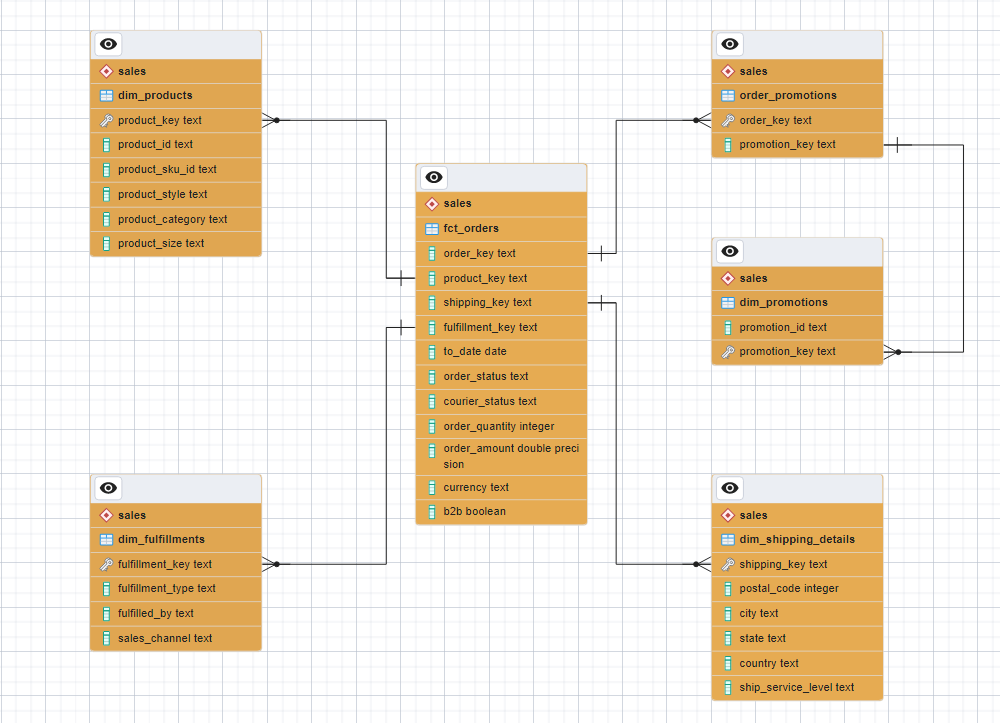 sales
dim_products
product_key text
product_id text
product_sku_id text
product_style text
product_category text
product_size text
sales
fct_orders
order_key text
product_key text
shipping_key text
fulfillment_key text
to_date date
order_status text
courier_status text
order_quantity integer
order_amount double preci
sion
currency text
b2b boolean
sales
order_promotions
order_key text
promotion_key text
sales
dim_promotions
promotion_id text
promotion_key text
sales
dim_fulfillments
fulfillment_key text
fulfillment_type text
fulfilled_by text
sales_channel text
sales
dim_shipping_details
shipping_key text
postal_code integer
city text
state text
country text
ship_service_level text